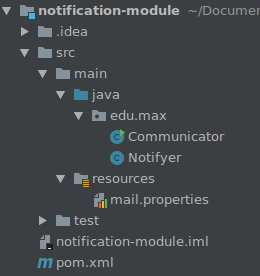 notification-module ~/Documen
.idea
src
main
java
edu.max
Communicator
Notifyer
resources
mail.properties
test
notification-module.iml
pom.xml